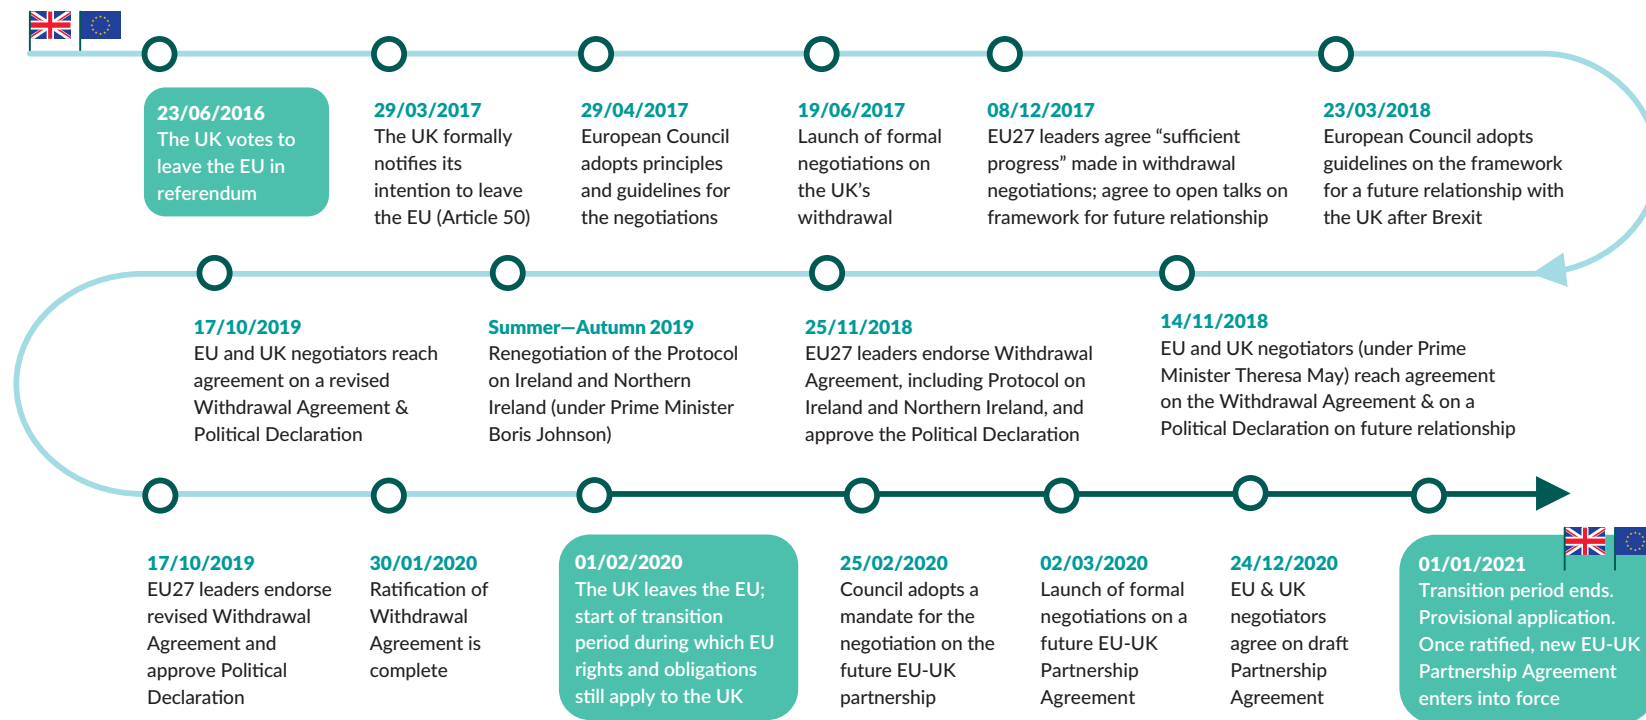 23/06/2016
The UK votes to
leave the EU in
referendum
29/03/2017
The UK formally
notifies its
intention to leave
the EU (Article 50)
29/04/2017
European Council
adopts principles
and guidelines for
the negotiations
19/06/2017
Launch of formal
negotiations on
the UK’s
withdrawal
08/12/2017
EU27 leaders agree “sufficient
progress” made in withdrawal
negotiations; agree to open talks on
framework for future relationship
23/03/2018
European Council adopts
guidelines on the framework
for a future relationship with
the UK after Brexit
14/11/2018
EU and UK negotiators (under Prime
Minister Theresa May) reach agreement
on the Withdrawal Agreement & on a
Political Declaration on future relationship
25/11/2018
EU27 leaders endorse Withdrawal
Agreement, including Protocol on
Ireland and Northern Ireland, and
approve the Political Declaration
Summer—Autumn 2019
Renegotiation of the Protocol
on Ireland and Northern
Ireland (under Prime Minister
Boris Johnson)
17/10/2019
EU and UK negotiators reach
agreement on a revised
Withdrawal Agreement &
Political Declaration
17/10/2019
EU27 leaders endorse
revised Withdrawal
Agreement and
approve Political
Declaration
30/01/2020
Ratification of
Withdrawal
Agreement is
complete
01/02/2020
The UK leaves the EU;
start of transition
period during which EU
rights and obligations
still apply to the UK
25/02/2020
Council adopts a
mandate for the
negotiation on the
future EU-UK
partnership
02/03/2020
Launch of formal
negotiations on a
future EU-UK
Partnership
Agreement
24/12/2020
EU & UK
negotiators
agree on draft
Partnership
Agreement
01/01/2021
Transition period ends.
Provisional application.
Once ratified, new EU-UK
Partnership Agreement
enters into force